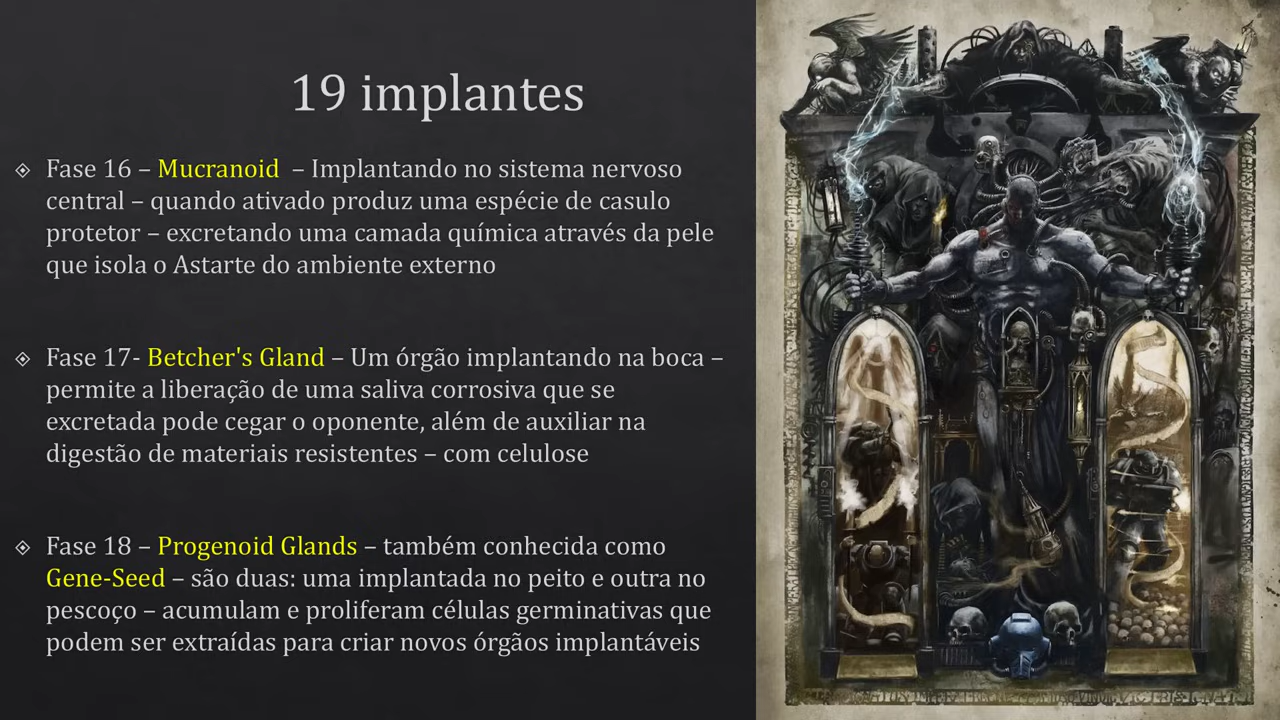 19 implantes
Fase 16 – Mucranoid – Implantando no sistema nervoso
central – quando ativado produz uma espécie de casulo
protetor – excretando uma camada química através da pele
que isola o Astarte do ambiente externo
Fase 17- Betcher's Gland – Um órgão implantando na boca –
permite a liberação de uma saliva corrosiva que se
excretada pode cegar o oponente, além de auxiliar na
digestão de materiais resistentes – com celulose
Fase 18 – Progenoid Glands – também conhecida como
Gene-Seed – são duas: uma implantada no peito e outra no
pescoço – acumulam e proliferam células germinativas que
podem ser extraídas para criar novos órgãos implantáveis